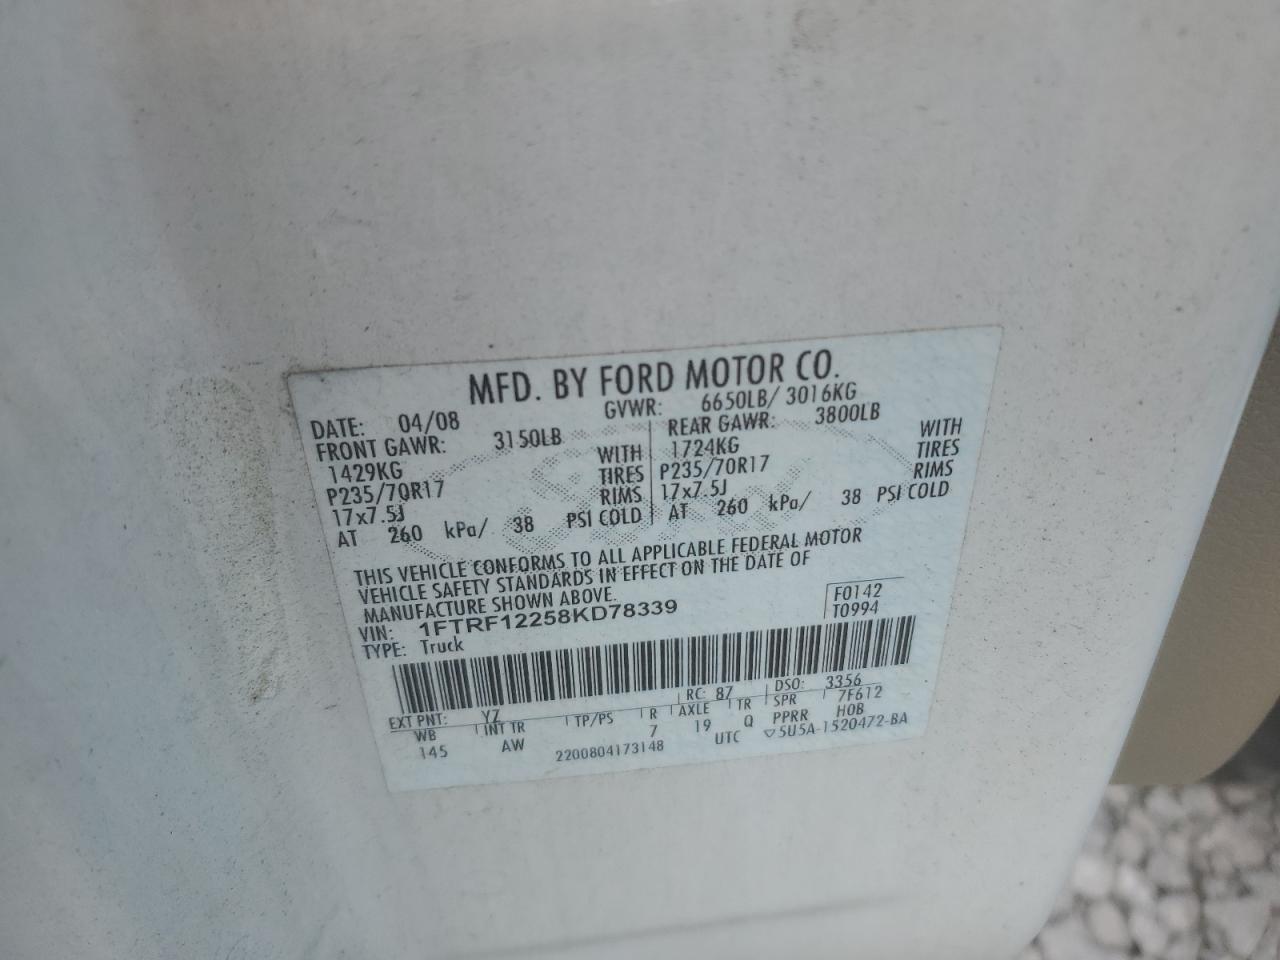 MFD. BY FORD MOTOR CO.
DATE: 04/08 GVWR: 6650LB/ 3016KG
FRONT GAWR: 3150LB REAR GAWR: 3800LB
1429KG WITH 1724KG WITH
P235/70R17 TIRES P235/70R17 TIRES
17x7.5J RIMS 17x7.5J RIMS
AT 260 kPa/ 38 PSI COLD AT 260 kPa/ 38 PSI COLD
THIS VEHICLE CONFORMS TO ALL APPLICABLE FEDERAL MOTOR
VEHICLE SAFETY STANDARDS IN EFFECT ON THE DATE OF
MANUFACTURE SHOWN ABOVE.
VIN: 1FTRF12258KD78339 F0142
TYPE: Truck T0994
EXT PNT: YZ RC: 87 DSO: 3356
WB INT TR TP/PS R AXLE TR SPR 7F612
145 AW 7 19 Q PPRR H0B
2200804173148 UTC ▽5U5A-1520472-BA